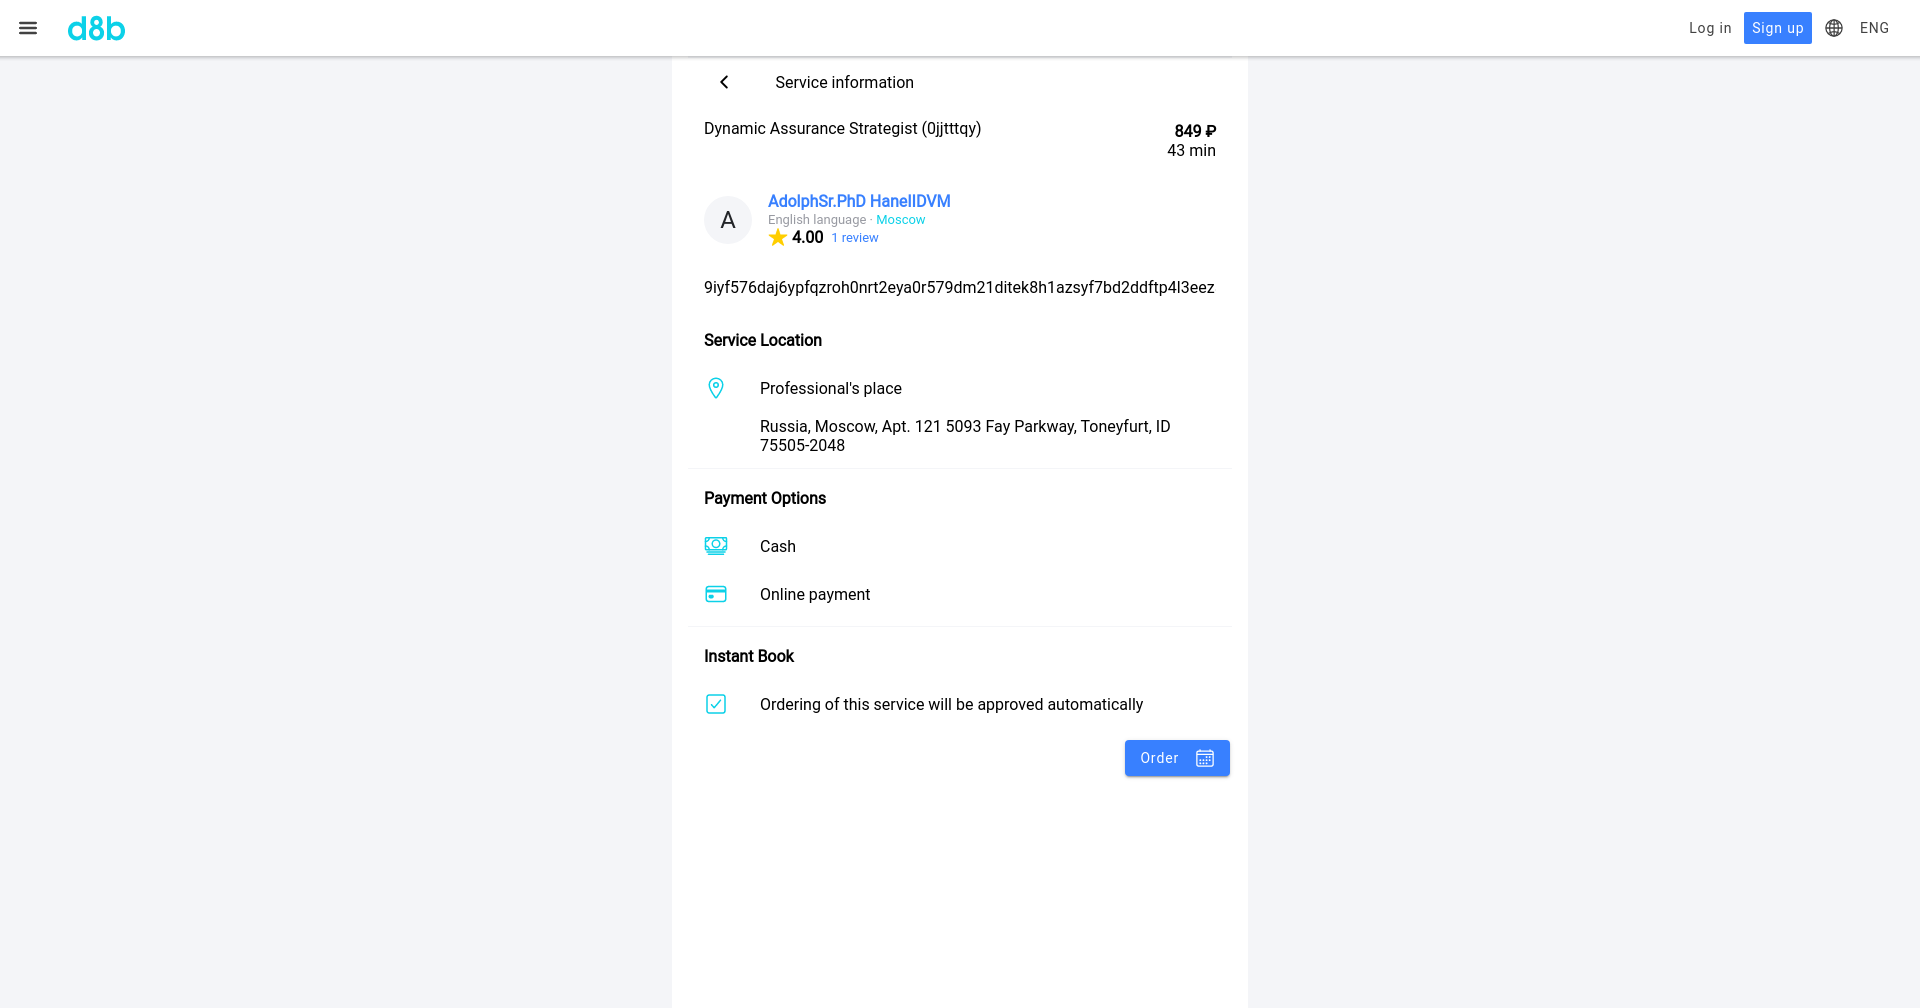 d8b
Log in
Sign up
ENG
Service information
Dynamic Assurance Strategist (0jjtttqy)
849 ₽
43 min
A
AdolphSr.PhD HanellDVM
English language · Moscow
4.00 1 review
9iyf576daj6ypfqzroh0nrt2eya0r579dm21ditek8h1azsyf7bd2ddftp4l3eez
Service Location
Professional's place
Russia, Moscow, Apt. 121 5093 Fay Parkway, Toneyfurt, ID
75505-2048
Payment Options
Cash
Online payment
Instant Book
Ordering of this service will be approved automatically
Order